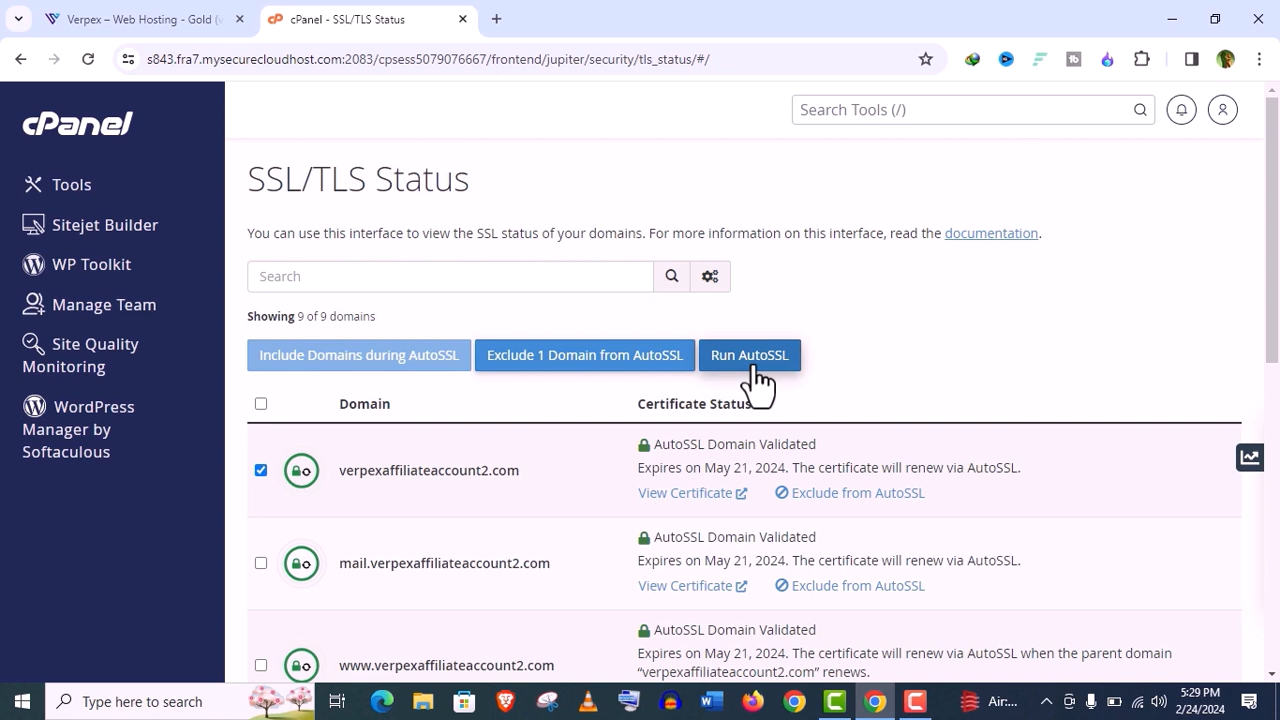 Verpex – Web Hosting - Gold (v
cPanel - SSL/TLS Status
s843.fra7.mysecurecloudhost.com:2083/cpsess5079076667/frontend/jupiter/security/tls_status/#/
cPanel
Search Tools (/)
Tools
Sitejet Builder
WP Toolkit
Manage Team
Site Quality
Monitoring
WordPress
Manager by
Softaculous
SSL/TLS Status
You can use this interface to view the SSL status of your domains. For more information on this interface, read the documentation.
Search
Showing 9 of 9 domains
Include Domains during AutoSSL
Exclude 1 Domain from AutoSSL
Run AutoSSL
Domain
Certificate Status
verpexaffiliateaccount2.com
AutoSSL Domain Validated
Expires on May 21, 2024. The certificate will renew via AutoSSL.
View Certificate
Exclude from AutoSSL
mail.verpexaffiliateaccount2.com
AutoSSL Domain Validated
Expires on May 21, 2024. The certificate will renew via AutoSSL.
View Certificate
Exclude from AutoSSL
www.verpexaffiliateaccount2.com
AutoSSL Domain Validated
Expires on May 21, 2024. The certificate will renew via AutoSSL when the parent domain
“verpexaffiliateaccount2.com” renews.
Type here to search
Air:...
5:29 PM
2/24/2024